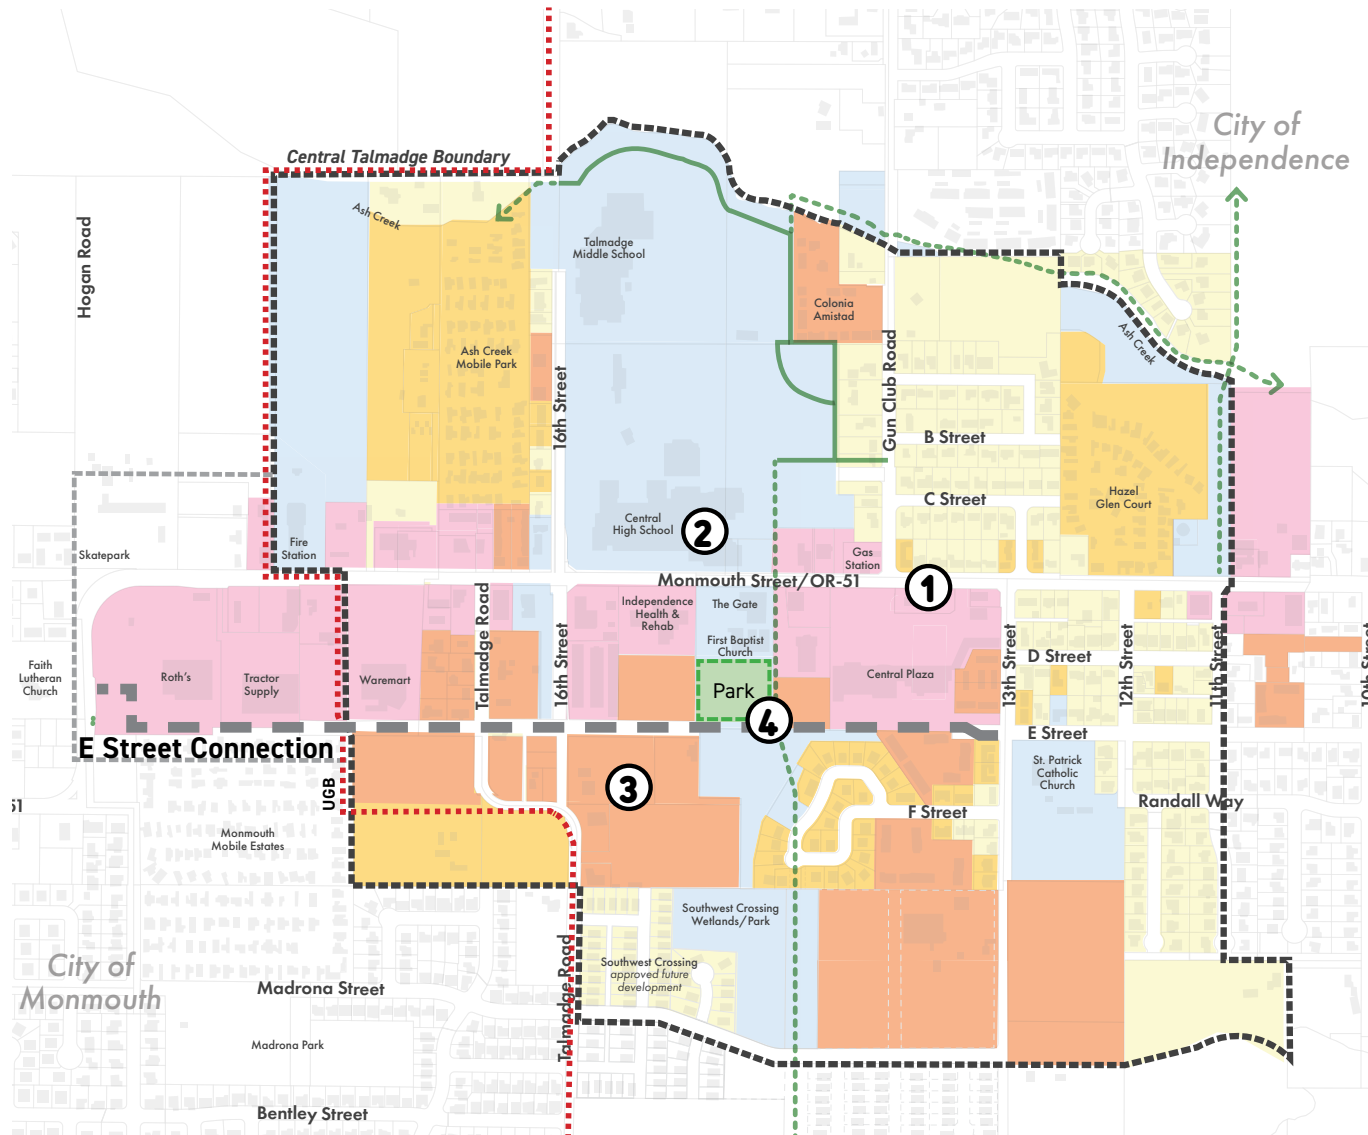 City of
Independence
Central Talmadge Boundary
Hogan Road
Ash Creek
Talmadge
Middle School
Colonia
Amistad
Ash Creek
Ash Creek
Mobile Park
16th Street
Gun Club Road
B Street
C Street
Hazel
Glen Court
Central
High School
2
Fire
Station
Skatepark
Gas
Station
Monmouth Street/OR-51
1
Independence
Health &
Rehab
The Gate
First Baptist
Church
Talmadge Road
16th Street
13th Street
12th Street
11th Street
10th Street
D Street
Faith
Lutheran
Church
Roth's
Tractor
Supply
Waremart
Park
Central Plaza
4
E Street Connection
E Street
UGB
3
St. Patrick
Catholic
Church
51
F Street
Randall Way
Monmouth
Mobile Estates
Southwest Crossing
Wetlands/Park
City of
Monmouth
Talmadge Road
Southwest Crossing
approved future
development
Madrona Street
Madrona Park
Bentley Street